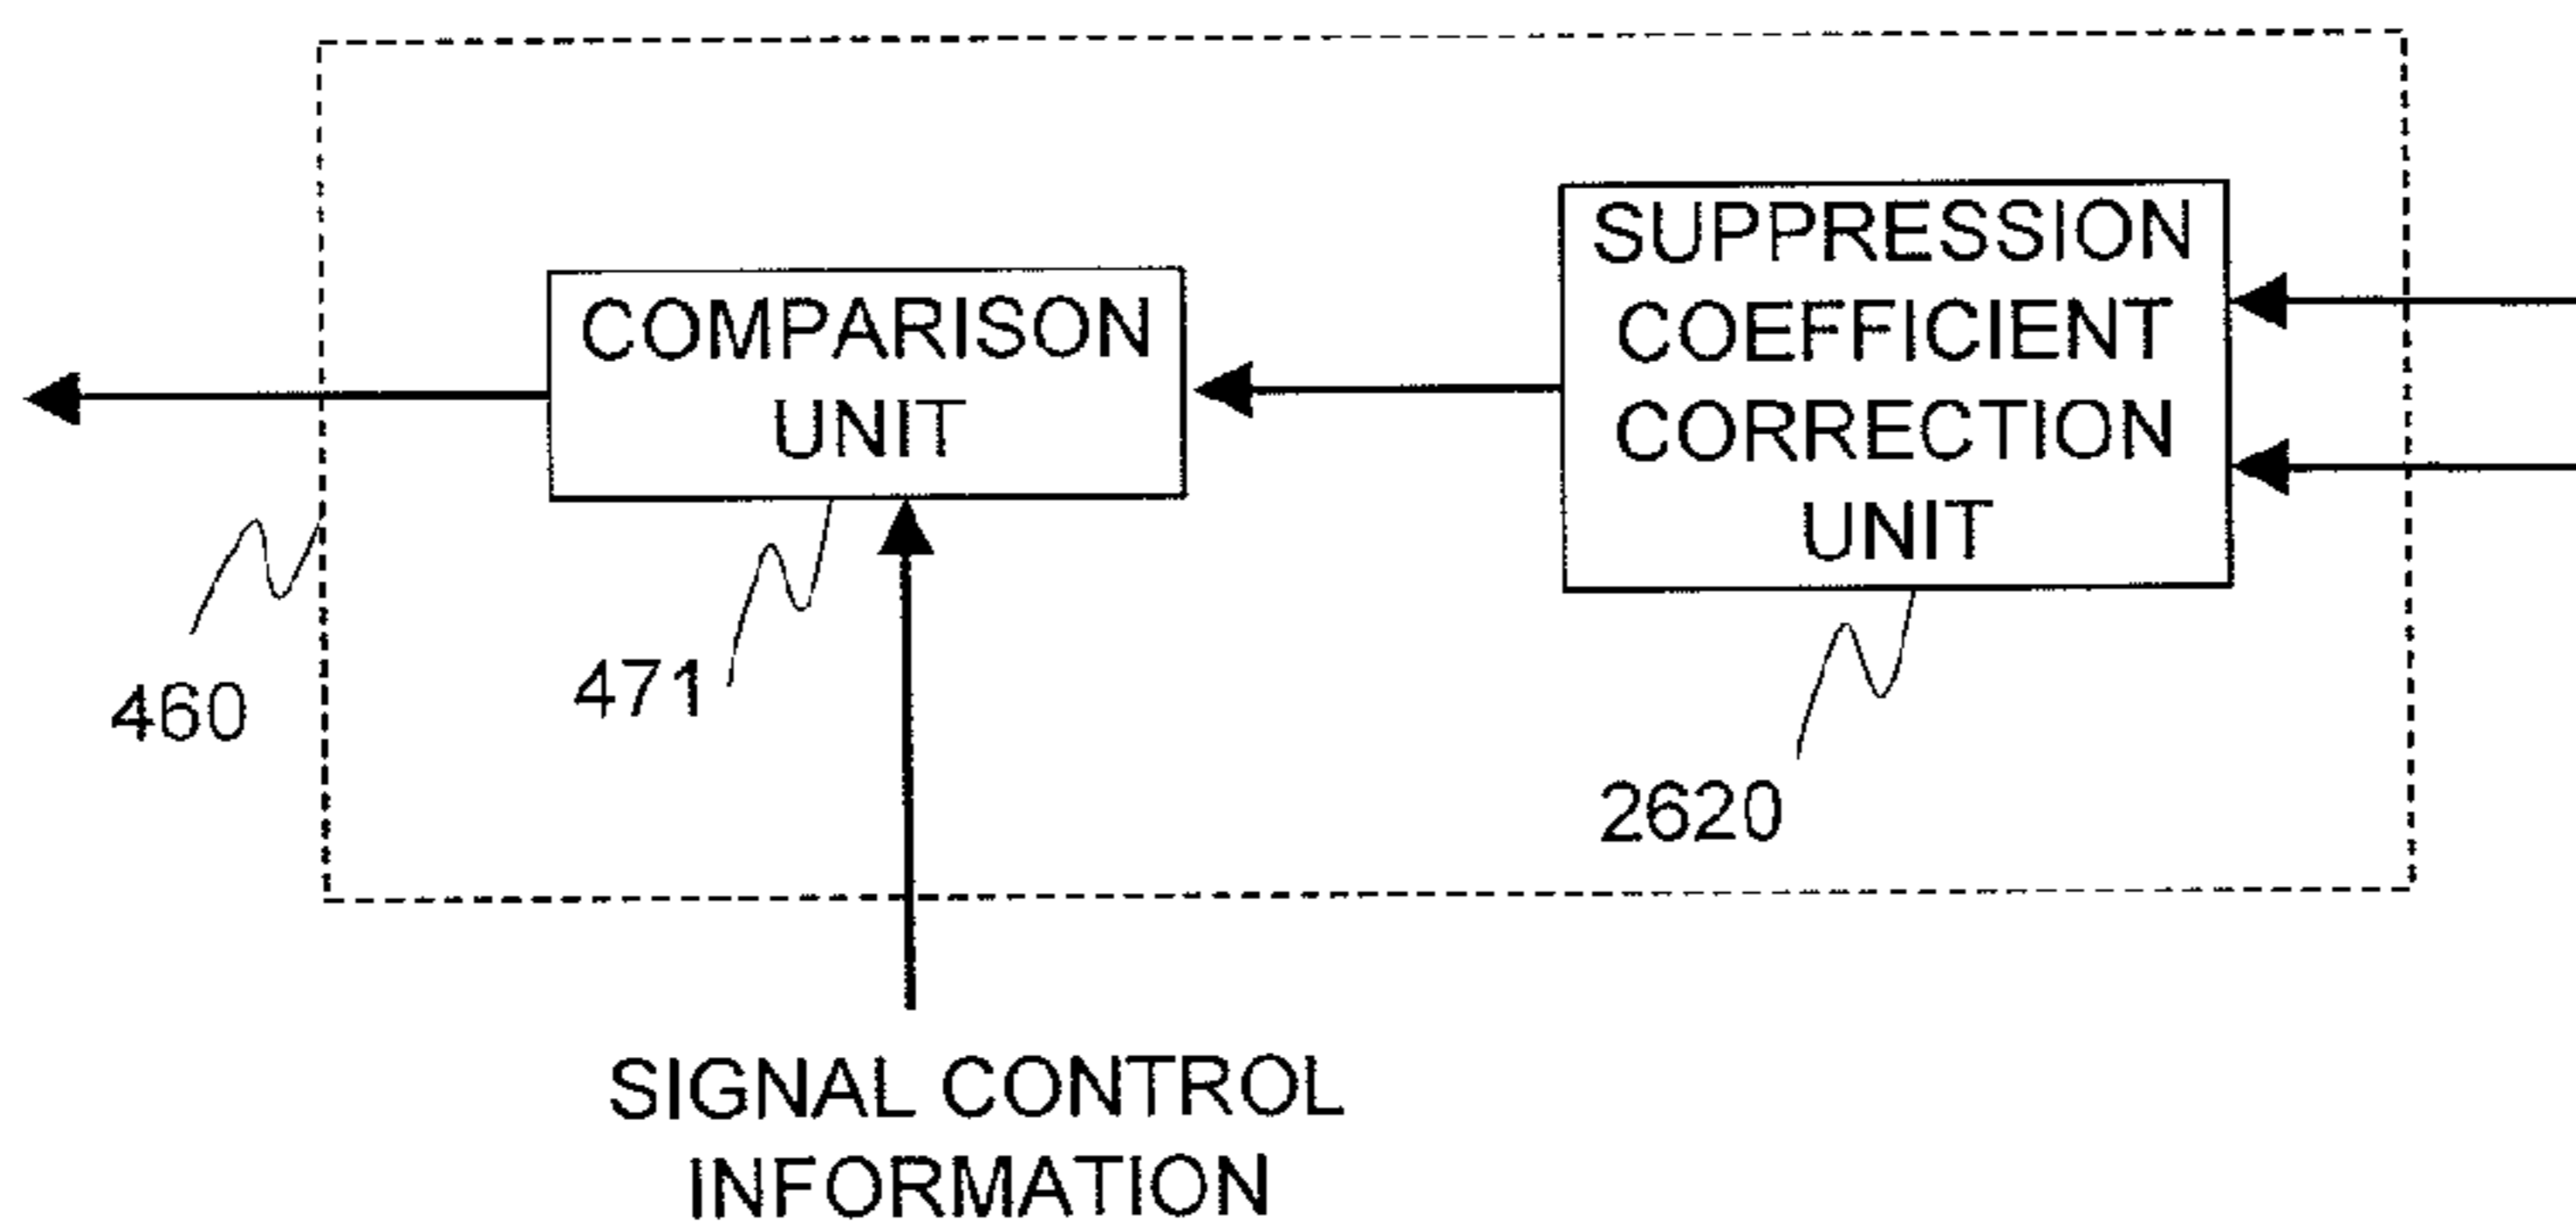 SUPPRESSION
COEFFICIENT
CORRECTION
UNIT
COMPARISON
UNIT
460
471
2620
SIGNAL CONTROL
INFORMATION